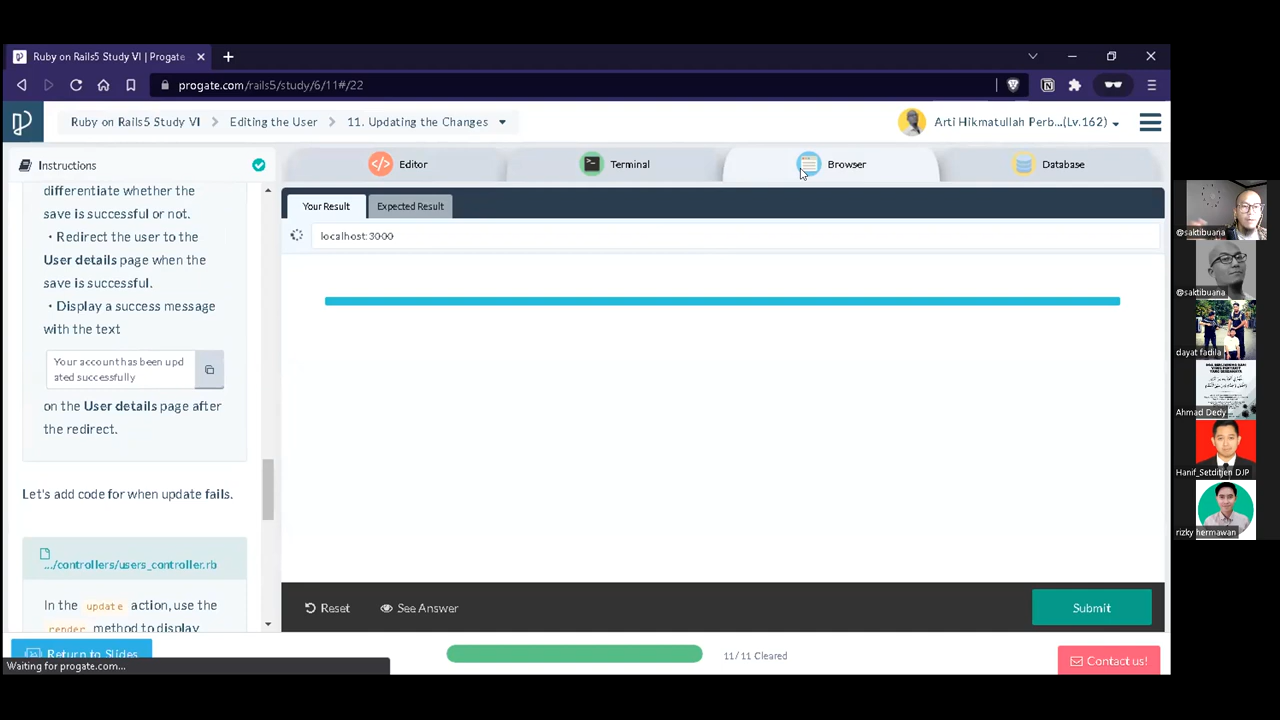 Ruby on Rails5 Study VI | Progate
progate.com/rails5/study/6/11#/22
Ruby on Rails5 Study VI
Editing the User
11. Updating the Changes
Arti Hikmatullah Perb...(Lv.162)
Instructions
Editor
Terminal
Browser
Database
differentiate whether the
save is successful or not.
・Redirect the user to the
User details page when the
save is successful.
・Display a success message
with the text
Your account has been upd
ated successfully
on the User details page after
the redirect.
Let's add code for when update fails.
.../controllers/users_controller.rb
In the update action, use the
render method to display
Your Result
Expected Result
localhost:3000
Reset
See Answer
Submit
Return to Slides
Waiting for progate.com...
11/11 Cleared
Contact us!
@saktibuana
@saktibuana
dayat fadila
Ahmad Dedy
Hanif_Setditjen DJP
rizky hermawan